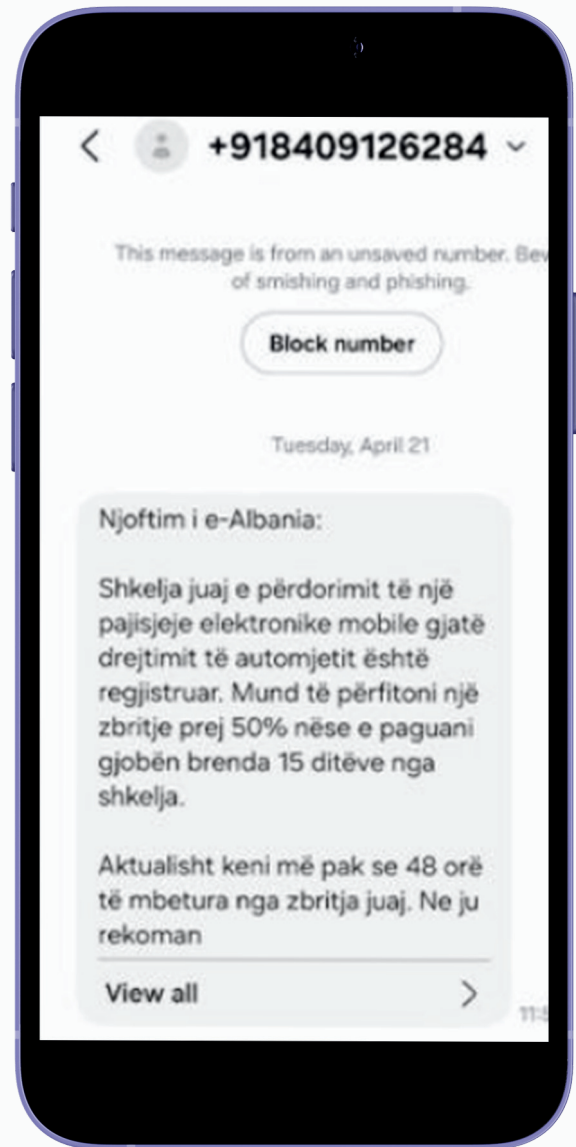 +918409126284
This message is from an unsaved number. Bew
of smishing and phishing.
Block number
Tuesday, April 21
Njoftim i e-Albania:
Shkelja juaj e përdorimit të një
pajisjeje elektronike mobile gjatë
drejtimit të automjetit është
regjistruar. Mund të përfitoni një
zbritje prej 50% nëse e paguani
gjobën brenda 15 ditëve nga
shkelja.
Aktualisht keni më pak se 48 orë
të mbetura nga zbritja juaj. Ne ju
rekoman
View all